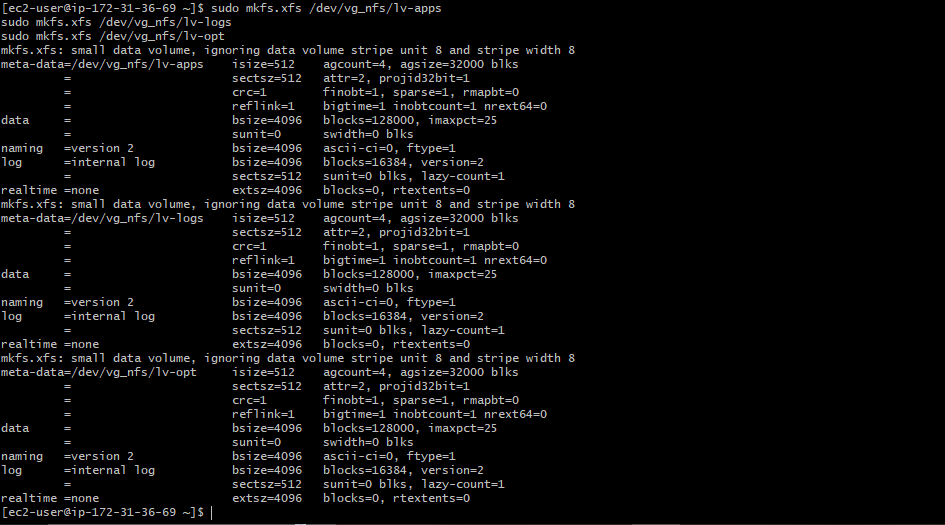 [ec2-user@ip-172-31-36-69 ~]$ sudo mkfs.xfs /dev/vg_nfs/lv-apps
sudo mkfs.xfs /dev/vg_nfs/lv-logs
sudo mkfs.xfs /dev/vg_nfs/lv-opt
mkfs.xfs: small data volume, ignoring data volume stripe unit 8 and stripe width 8
meta-data=/dev/vg_nfs/lv-apps    isize=512    agcount=4, agsize=32000 blks
         =                       sectsz=512   attr=2, projid32bit=1
         =                       crc=1        finobt=1, sparse=1, rmapbt=0
         =                       reflink=1    bigtime=1 inobtcount=1 nrext64=0
data     =                       bsize=4096   blocks=128000, imaxpct=25
         =                       sunit=0      swidth=0 blks
naming   =version 2              bsize=4096   ascii-ci=0, ftype=1
log      =internal log           bsize=4096   blocks=16384, version=2
         =                       sectsz=512   sunit=0 blks, lazy-count=1
realtime =none                   extsz=4096   blocks=0, rtextents=0
mkfs.xfs: small data volume, ignoring data volume stripe unit 8 and stripe width 8
meta-data=/dev/vg_nfs/lv-logs    isize=512    agcount=4, agsize=32000 blks
         =                       sectsz=512   attr=2, projid32bit=1
         =                       crc=1        finobt=1, sparse=1, rmapbt=0
         =                       reflink=1    bigtime=1 inobtcount=1 nrext64=0
data     =                       bsize=4096   blocks=128000, imaxpct=25
         =                       sunit=0      swidth=0 blks
naming   =version 2              bsize=4096   ascii-ci=0, ftype=1
log      =internal log           bsize=4096   blocks=16384, version=2
         =                       sectsz=512   sunit=0 blks, lazy-count=1
realtime =none                   extsz=4096   blocks=0, rtextents=0
mkfs.xfs: small data volume, ignoring data volume stripe unit 8 and stripe width 8
meta-data=/dev/vg_nfs/lv-opt     isize=512    agcount=4, agsize=32000 blks
         =                       sectsz=512   attr=2, projid32bit=1
         =                       crc=1        finobt=1, sparse=1, rmapbt=0
         =                       reflink=1    bigtime=1 inobtcount=1 nrext64=0
data     =                       bsize=4096   blocks=128000, imaxpct=25
         =                       sunit=0      swidth=0 blks
naming   =version 2              bsize=4096   ascii-ci=0, ftype=1
log      =internal log           bsize=4096   blocks=16384, version=2
         =                       sectsz=512   sunit=0 blks, lazy-count=1
realtime =none                   extsz=4096   blocks=0, rtextents=0
[ec2-user@ip-172-31-36-69 ~]$